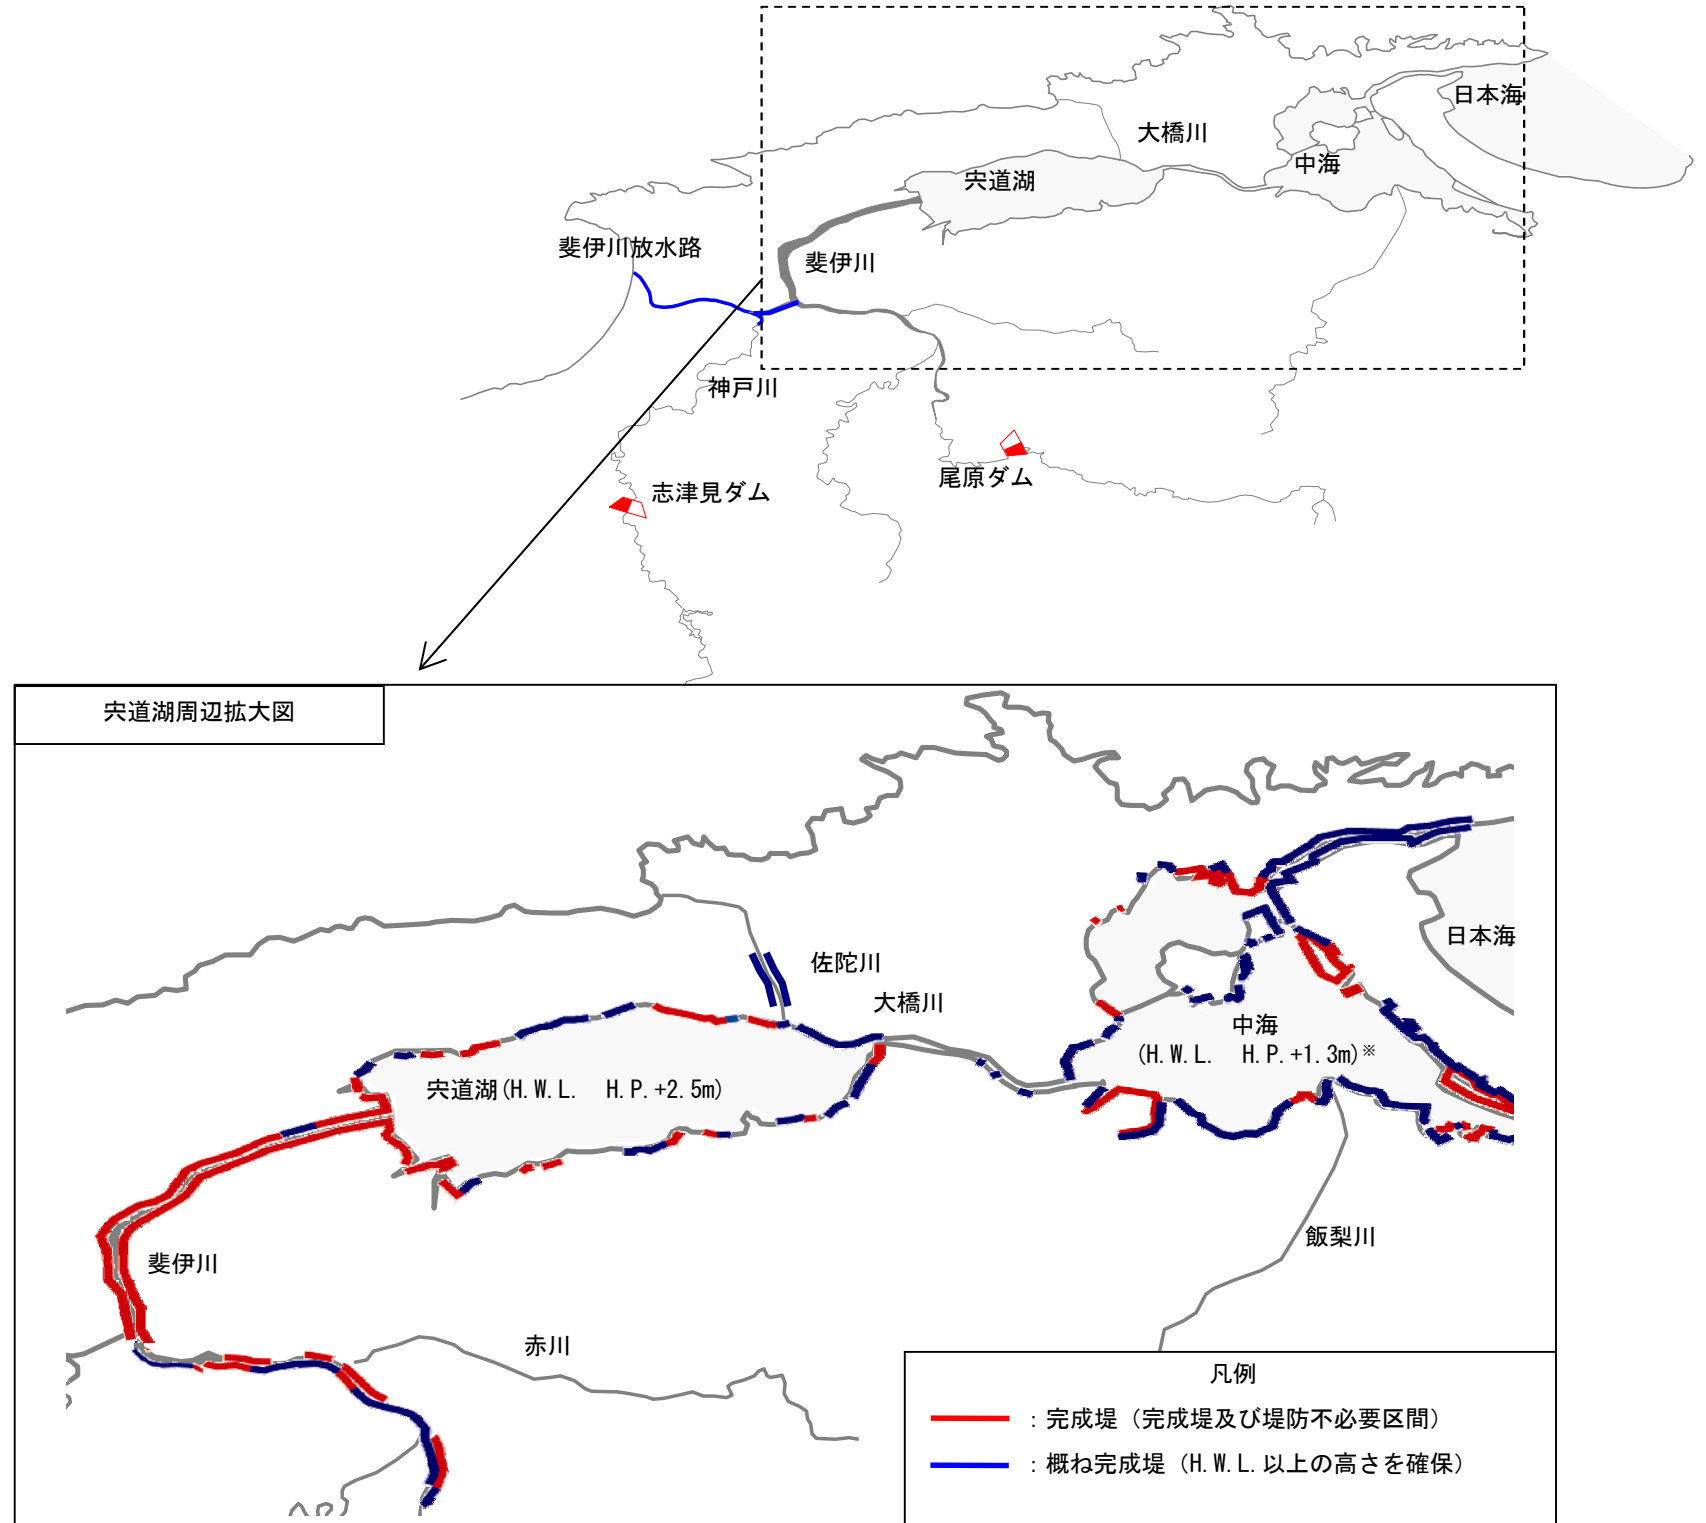 日本海
大橋川
中海
宍道湖
斐伊川放水路
斐伊川
神戸川
尾原ダム
志津見ダム
宍道湖周辺拡大図
日本海
佐陀川
大橋川
中海
(H.W.L. H.P.+1.3m)※
宍道湖(H.W.L. H.P.+2.5m)
飯梨川
斐伊川
赤川
凡例
：完成堤（完成堤及び堤防不必要区間）
：概ね完成堤（H.W.L.以上の高さを確保）